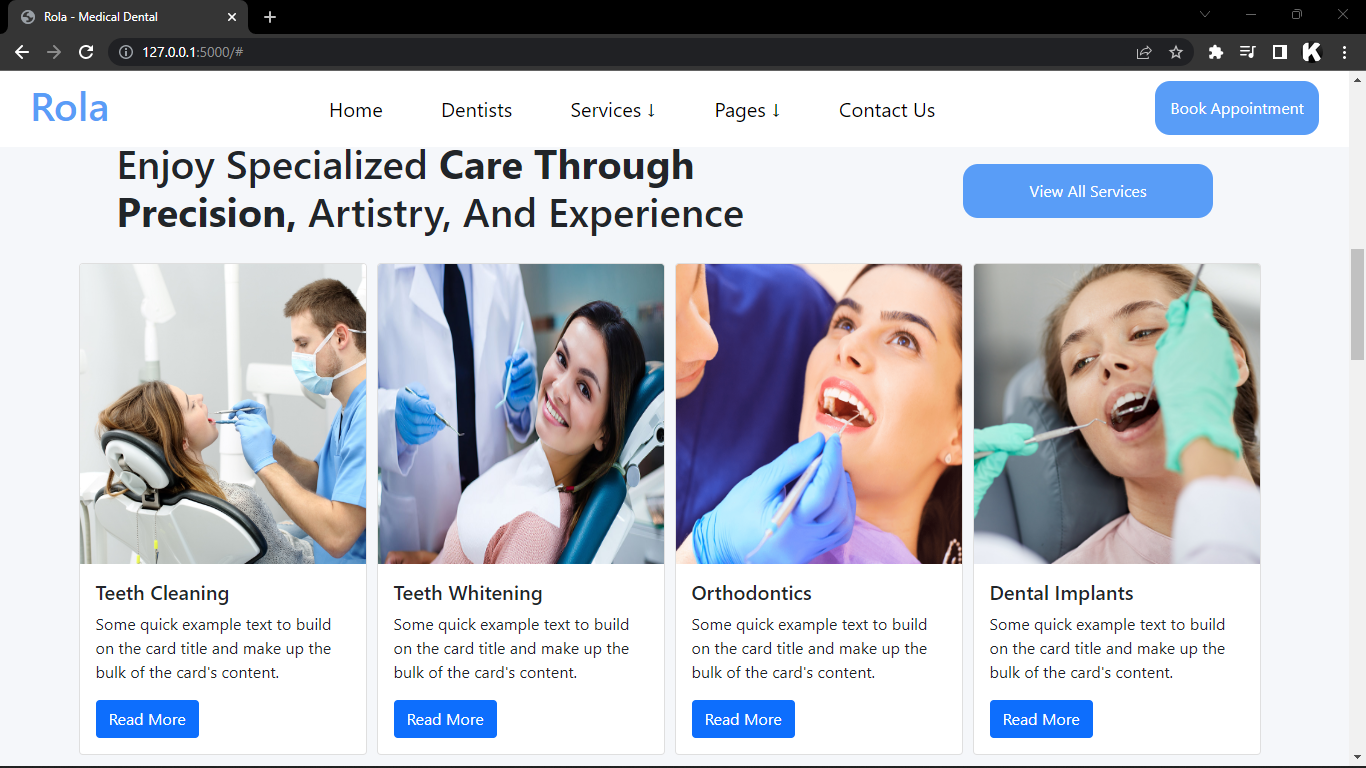 Rola - Medical Dental
127.0.0.1:5000/#
Rola
Home
Dentists
Services ↓
Pages ↓
Contact Us
Book Appointment
Enjoy Specialized Care Through
Precision, Artistry, And Experience
View All Services
Teeth Cleaning
Some quick example text to build
on the card title and make up the
bulk of the card's content.
Read More
Teeth Whitening
Some quick example text to build
on the card title and make up the
bulk of the card's content.
Read More
Orthodontics
Some quick example text to build
on the card title and make up the
bulk of the card's content.
Read More
Dental Implants
Some quick example text to build
on the card title and make up the
bulk of the card's content.
Read More